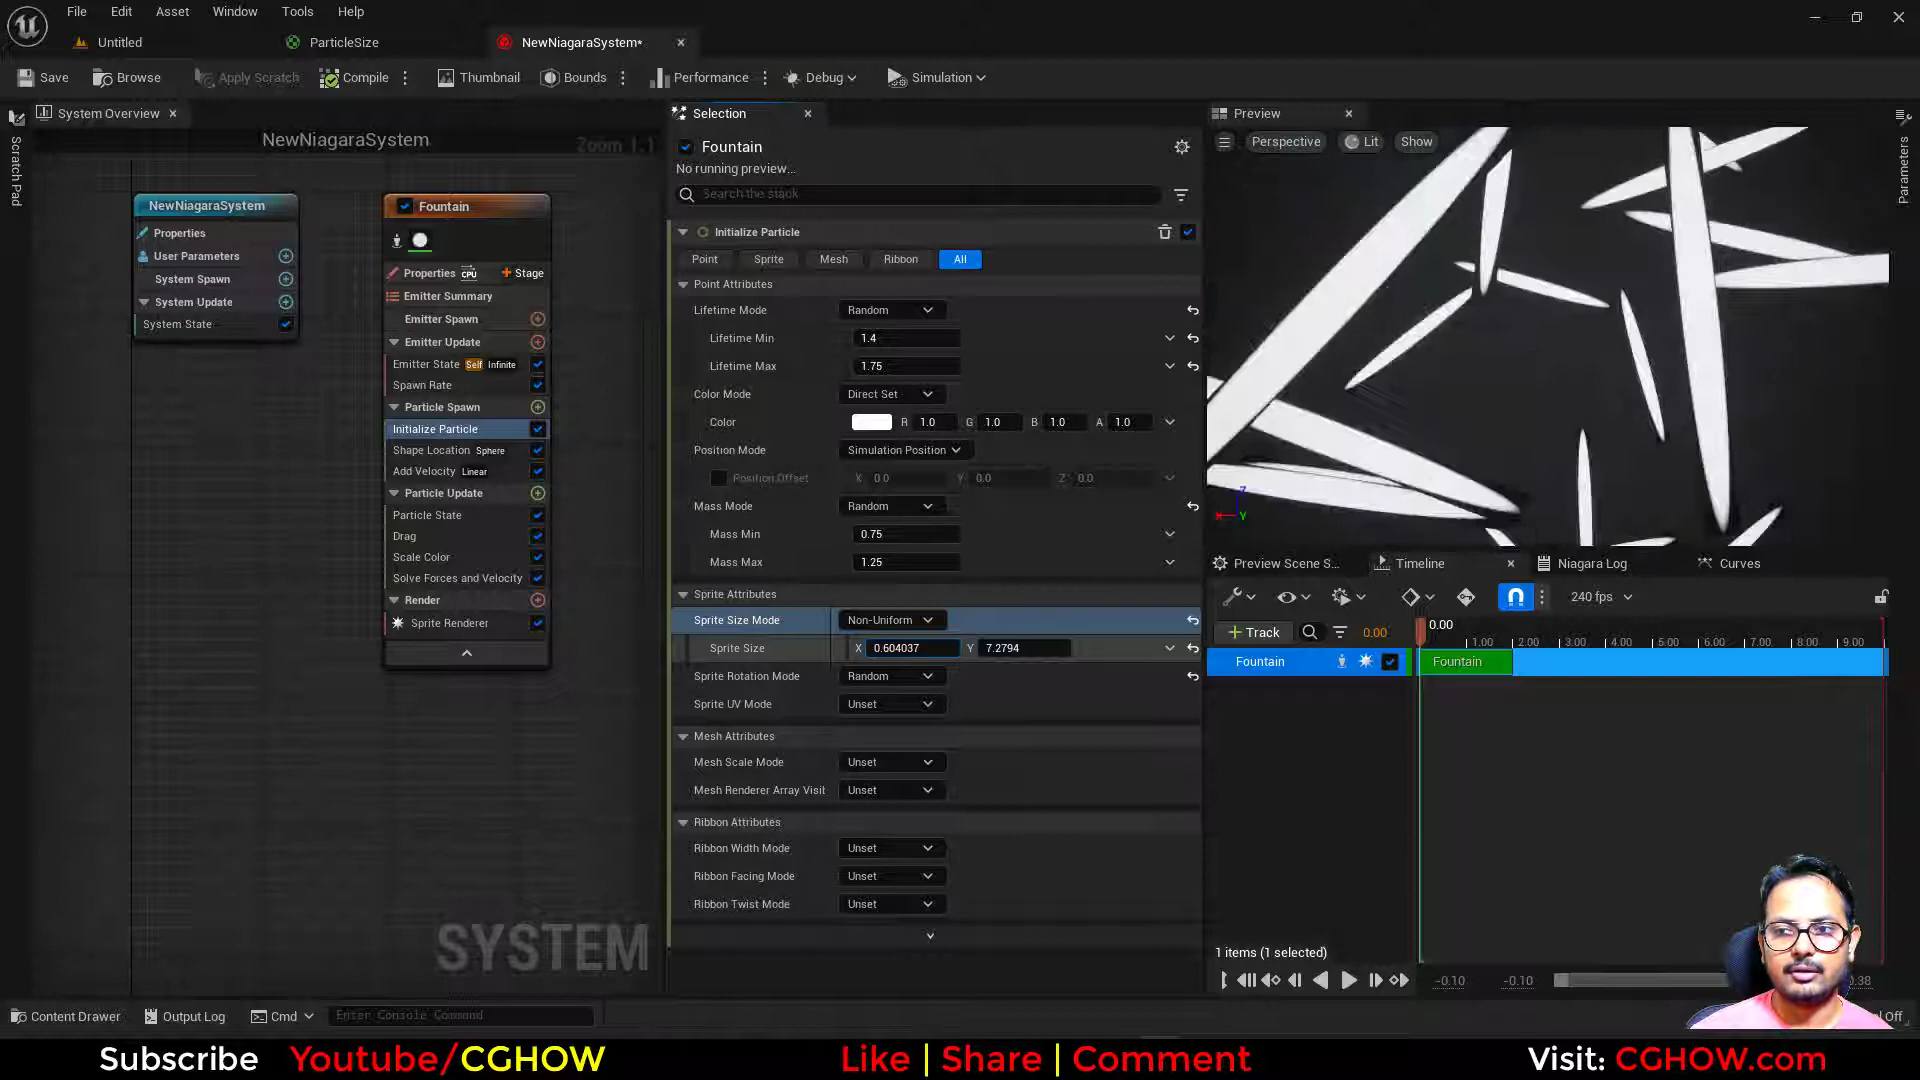 File Edit Asset Window Tools Help
Untitled ParticleSize NewNiagaraSystem*
Save Browse Apply Scratch Compile Thumbnail Bounds Performance Debug Simulation
System Overview
Selection
Preview
Scratch Pad
Parameters
NewNiagaraSystem
Zoom 1:1
NewNiagaraSystem
Properties
User Parameters
System Spawn
System Update
System State
Fountain
Properties CPU + Stage
Emitter Summary
Emitter Spawn
Emitter Update
Emitter State Self Infinite
Spawn Rate
Particle Spawn
Initialize Particle
Shape Location Sphere
Add Velocity Linear
Particle Update
Particle State
Drag
Scale Color
Solve Forces and Velocity
Render
Sprite Renderer
SYSTEM
Fountain
No running preview...
Search the stack
Initialize Particle
Point Sprite Mesh Ribbon All
Point Attributes
Lifetime Mode Random
Lifetime Min 1.4
Lifetime Max 1.75
Color Mode Direct Set
Color R 1.0 G 1.0 B 1.0 A 1.0
Position Mode Simulation Position
Position Offset X 0.0 Y 0.0 Z 0.0
Mass Mode Random
Mass Min 0.75
Mass Max 1.25
Sprite Attributes
Sprite Size Mode Non-Uniform
Sprite Size X 0.604037 Y 7.2794
Sprite Rotation Mode Random
Sprite UV Mode Unset
Mesh Attributes
Mesh Scale Mode Unset
Mesh Renderer Array Visit Unset
Ribbon Attributes
Ribbon Width Mode Unset
Ribbon Facing Mode Unset
Ribbon Twist Mode Unset
Perspective Lit Show
Z
X Y
Preview Scene S... Timeline Niagara Log Curves
240 fps
+ Track 0.00
0.00
1.00 2.00 3.00 4.00 5.00 6.00 7.00 8.00 9.00
Fountain Fountain
1 items (1 selected)
-0.10 -0.10
Content Drawer Output Log Cmd Enter Console Command
Off
Subscribe Youtube/CGHOW Like | Share | Comment Visit: CGHOW.com